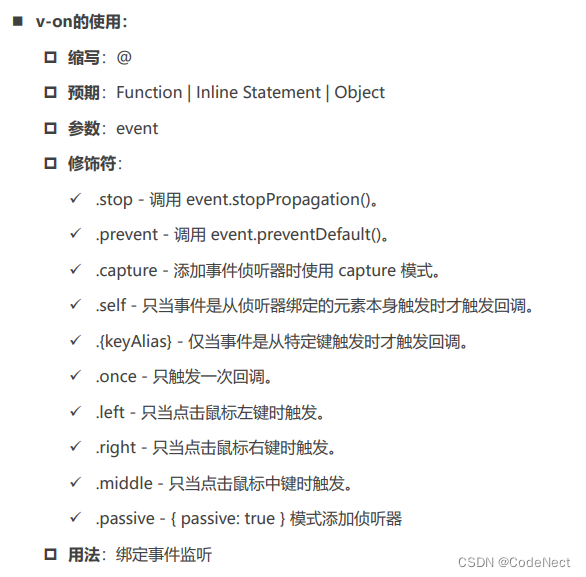 v-on的使用：
缩写：@
预期：Function | Inline Statement | Object
参数：event
修饰符：
.stop - 调用 event.stopPropagation()。
.prevent - 调用 event.preventDefault()。
.capture - 添加事件侦听器时使用 capture 模式。
.self - 只当事件是从侦听器绑定的元素本身触发时才触发回调。
.{keyAlias} - 仅当事件是从特定键触发时才触发回调。
.once - 只触发一次回调。
.left - 只当点击鼠标左键时触发。
.right - 只当点击鼠标右键时触发。
.middle - 只当点击鼠标中键时触发。
.passive - { passive: true } 模式添加侦听器
用法：绑定事件监听
CSDN @CodeNect